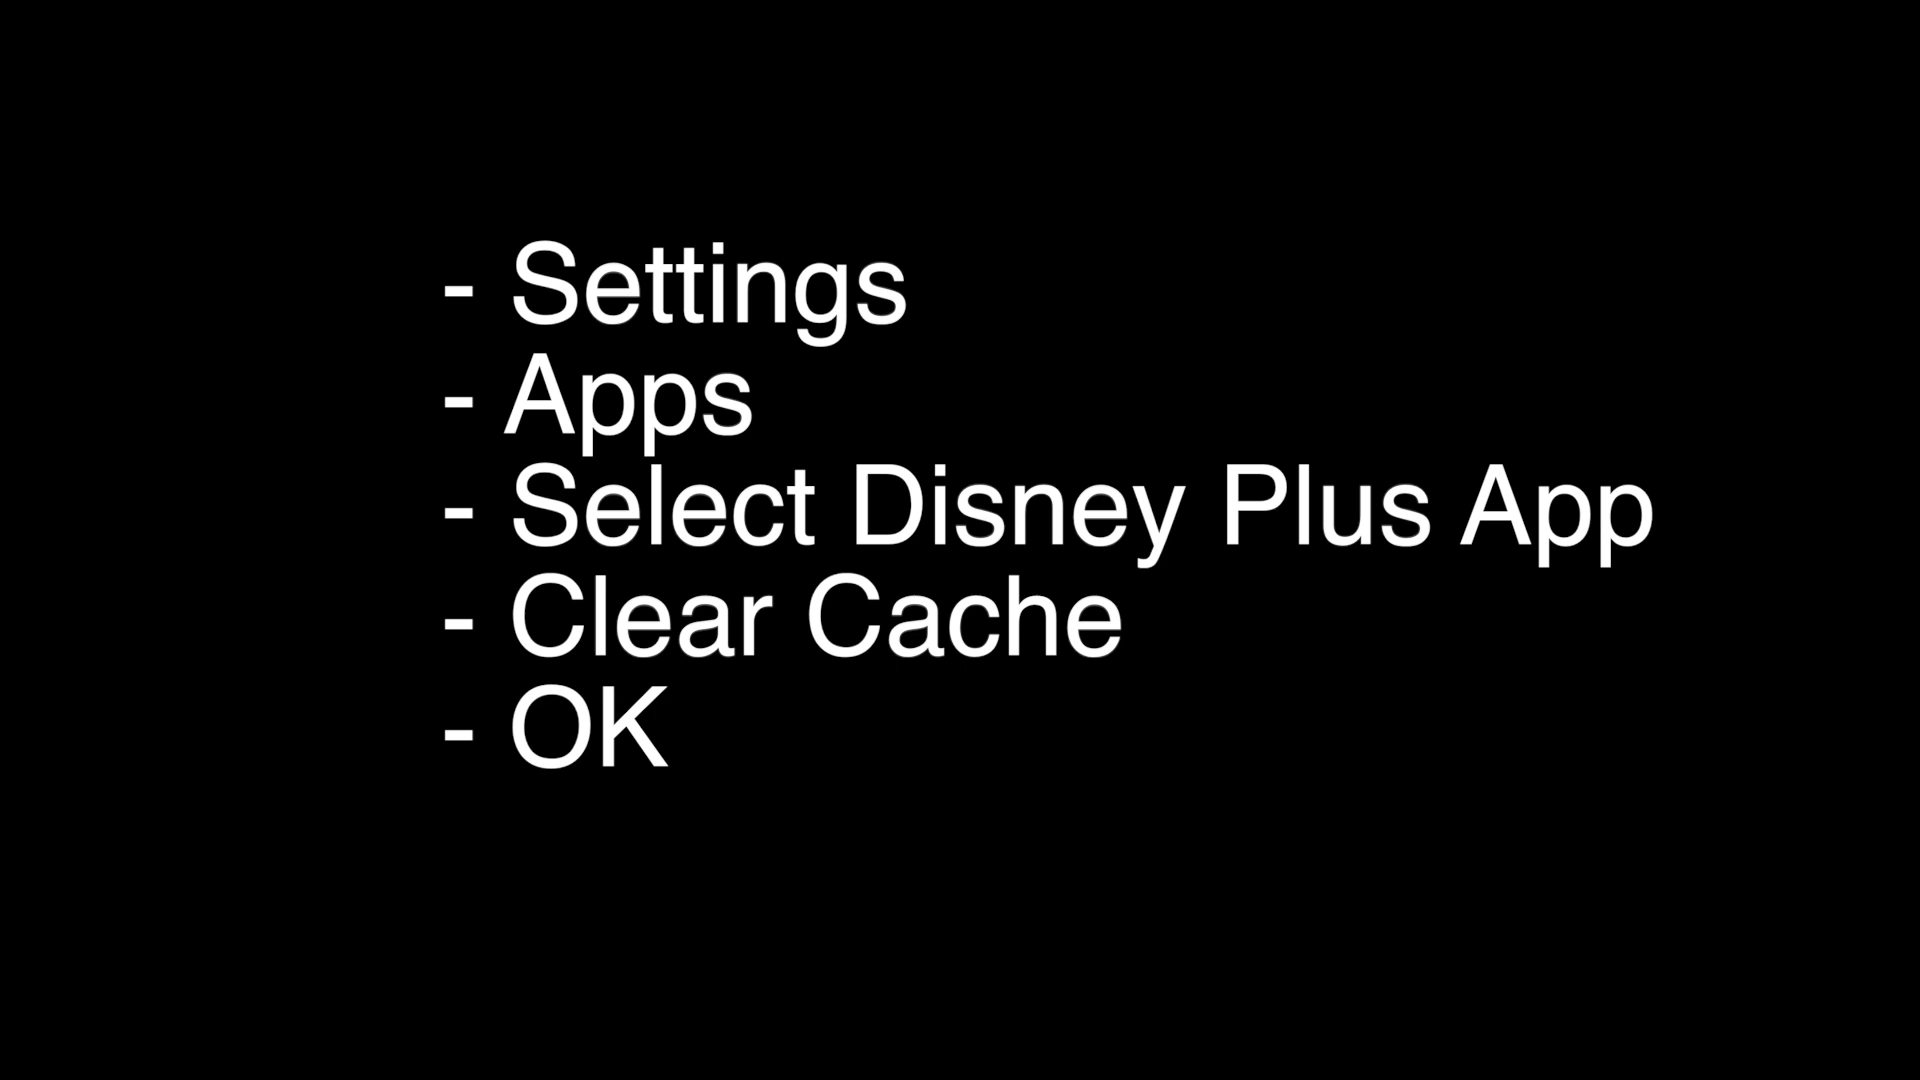 - Settings
- Apps
- Select Disney Plus App
- Clear Cache
- OK